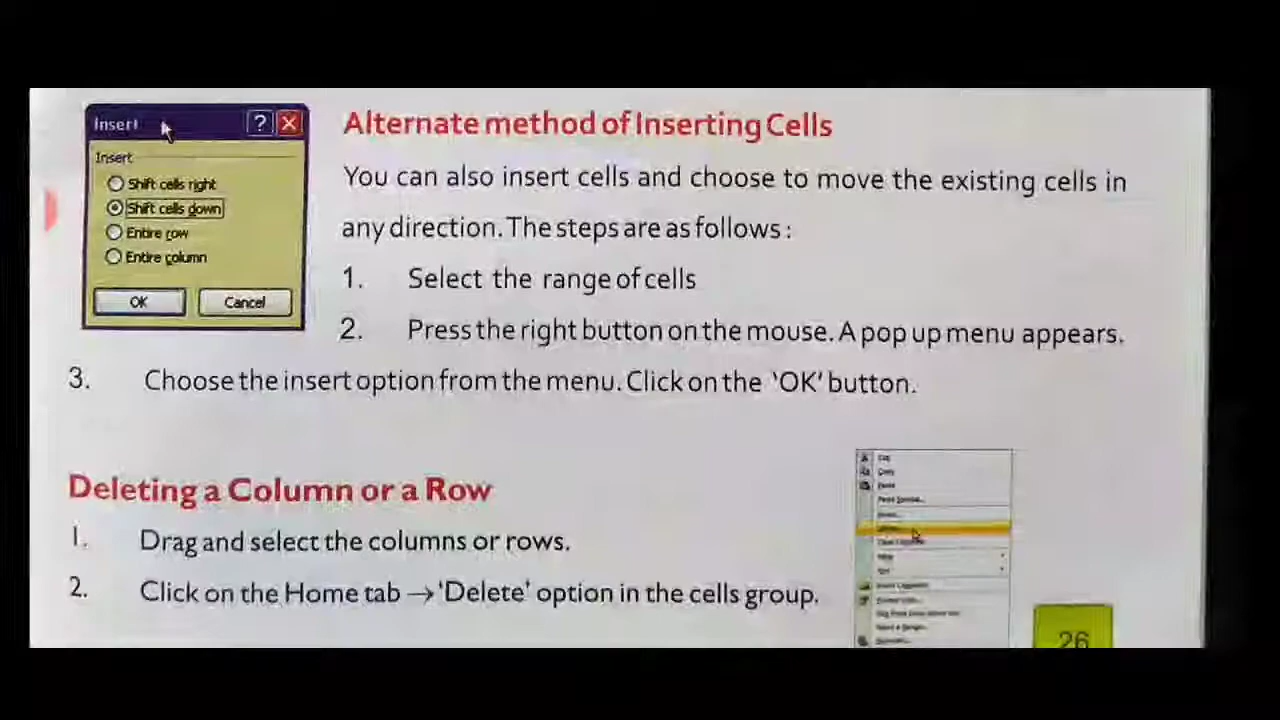 Insert
?
Insert
Shift cells right
Shift cells down
Entire row
Entire column
OK Cancel
Alternate method of Inserting Cells
You can also insert cells and choose to move the existing cells in
any direction. The steps are as follows :
1. Select the range of cells
2. Press the right button on the mouse. A pop up menu appears.
3. Choose the insert option from the menu. Click on the ‘OK’ button.
Deleting a Column or a Row
1. Drag and select the columns or rows.
2. Click on the Home tab → ‘Delete’ option in the cells group.
Cut
Copy
Paste
26